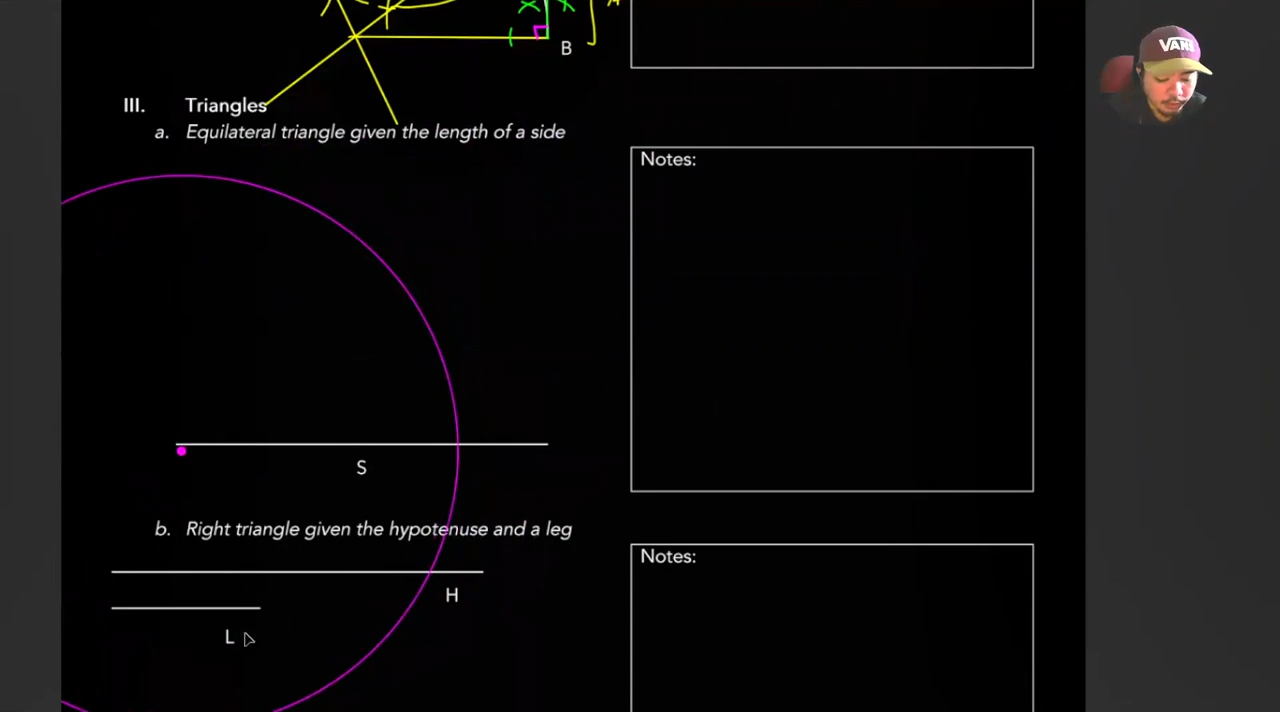 B
III. Triangles
a. Equilateral triangle given the length of a side
Notes:
S
b. Right triangle given the hypotenuse and a leg
Notes:
H
L
VANS